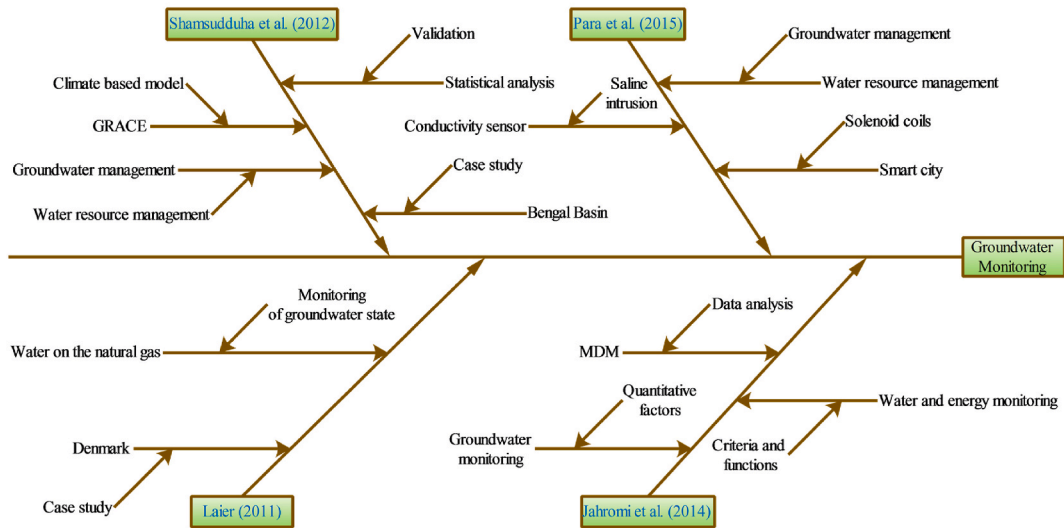 Shamsudduha et al. (2012)
Validation
Statistical analysis
Climate based model
GRACE
Groundwater management
Water resource management
Case study
Bengal Basin
Para et al. (2015)
Groundwater management
Water resource management
Saline
intrusion
Conductivity sensor
Solenoid coils
Smart city
Groundwater
Monitoring
Monitoring
of groundwater state
Water on the natural gas
Denmark
Case study
Laier (2011)
Data analysis
MDM
Quantitative
factors
Groundwater
monitoring
Water and energy monitoring
Criteria and
functions
Jahromi et al. (2014)